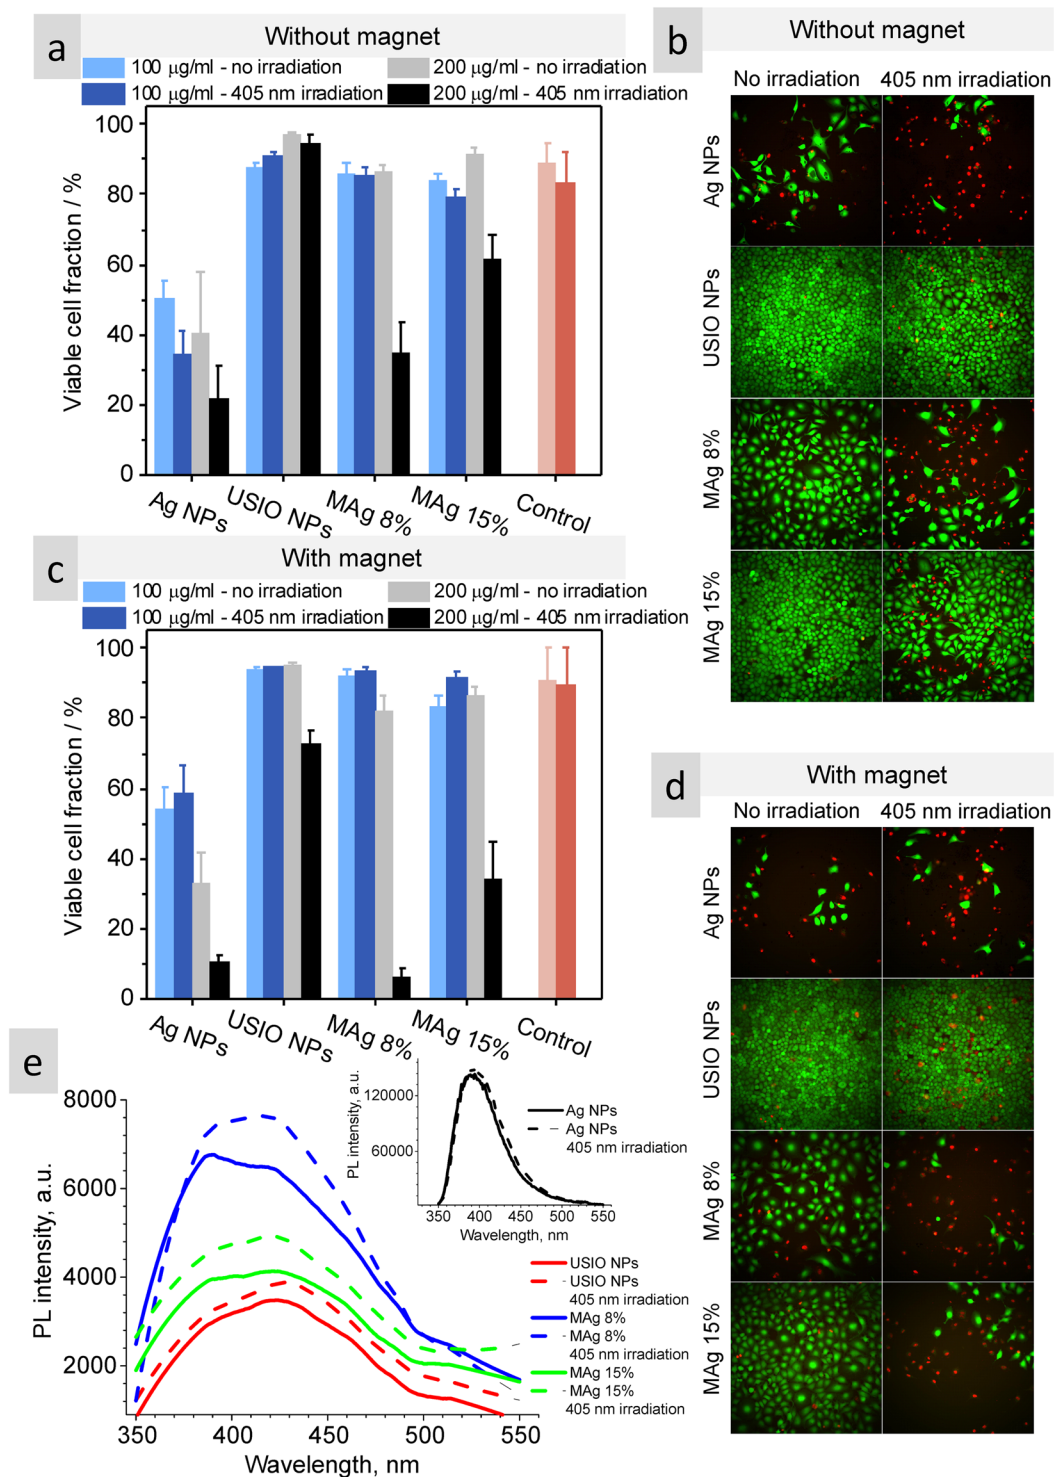 a
Without magnet
100 µg/ml - no irradiation
200 µg/ml - no irradiation
100 µg/ml - 405 nm irradiation
200 µg/ml - 405 nm irradiation
Viable cell fraction / %
100
80
60
40
20
0
Ag NPs
USIO NPs
MAg 8%
MAg 15%
Control
b
Without magnet
No irradiation
405 nm irradiation
Ag NPs
USIO NPs
MAg 8%
MAg 15%
c
With magnet
100 µg/ml - no irradiation
200 µg/ml - no irradiation
100 µg/ml - 405 nm irradiation
200 µg/ml - 405 nm irradiation
Viable cell fraction / %
100
80
60
40
20
0
Ag NPs
USIO NPs
MAg 8%
MAg 15%
Control
d
With magnet
No irradiation
405 nm irradiation
Ag NPs
USIO NPs
MAg 8%
MAg 15%
e
PL intensity, a.u.
8000
6000
4000
2000
350
400
450
500
550
Wavelength, nm
PL intensity, a.u.
120000
60000
350
400
450
500
550
Wavelength, nm
Ag NPs
Ag NPs
405 nm irradiation
USIO NPs
USIO NPs
405 nm irradiation
MAg 8%
MAg 8%
405 nm irradiation
MAg 15%
MAg 15%
405 nm irradiation